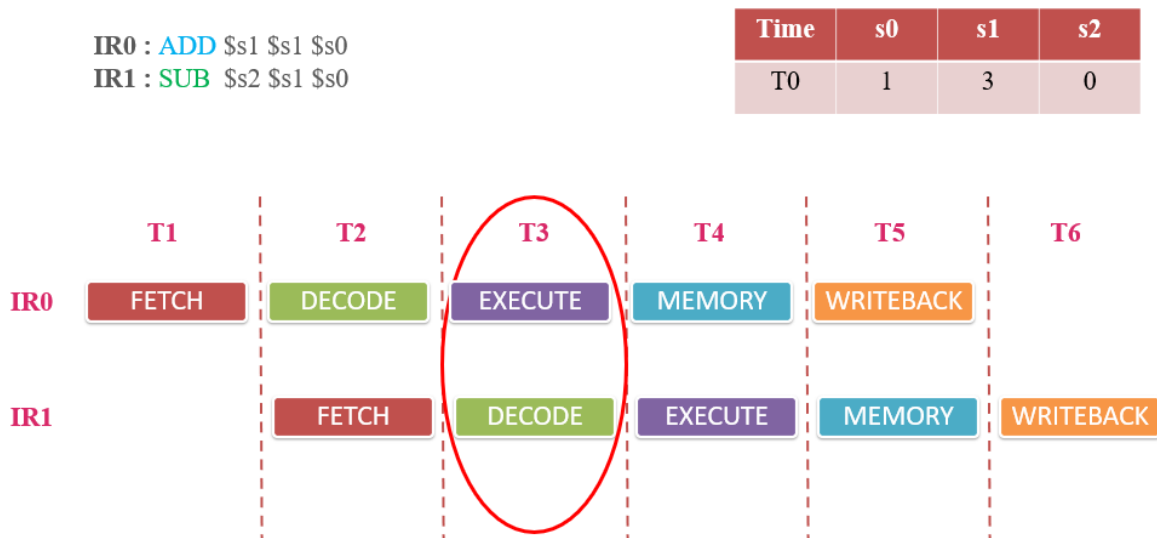 IR0 : ADD $s1 $s1 $s0
IR1 : SUB $s2 $s1 $s0
Time s0 s1 s2
T0 1 3 0
T1 T2 T3 T4 T5 T6
IR0 FETCH DECODE EXECUTE MEMORY WRITEBACK
IR1 FETCH DECODE EXECUTE MEMORY WRITEBACK